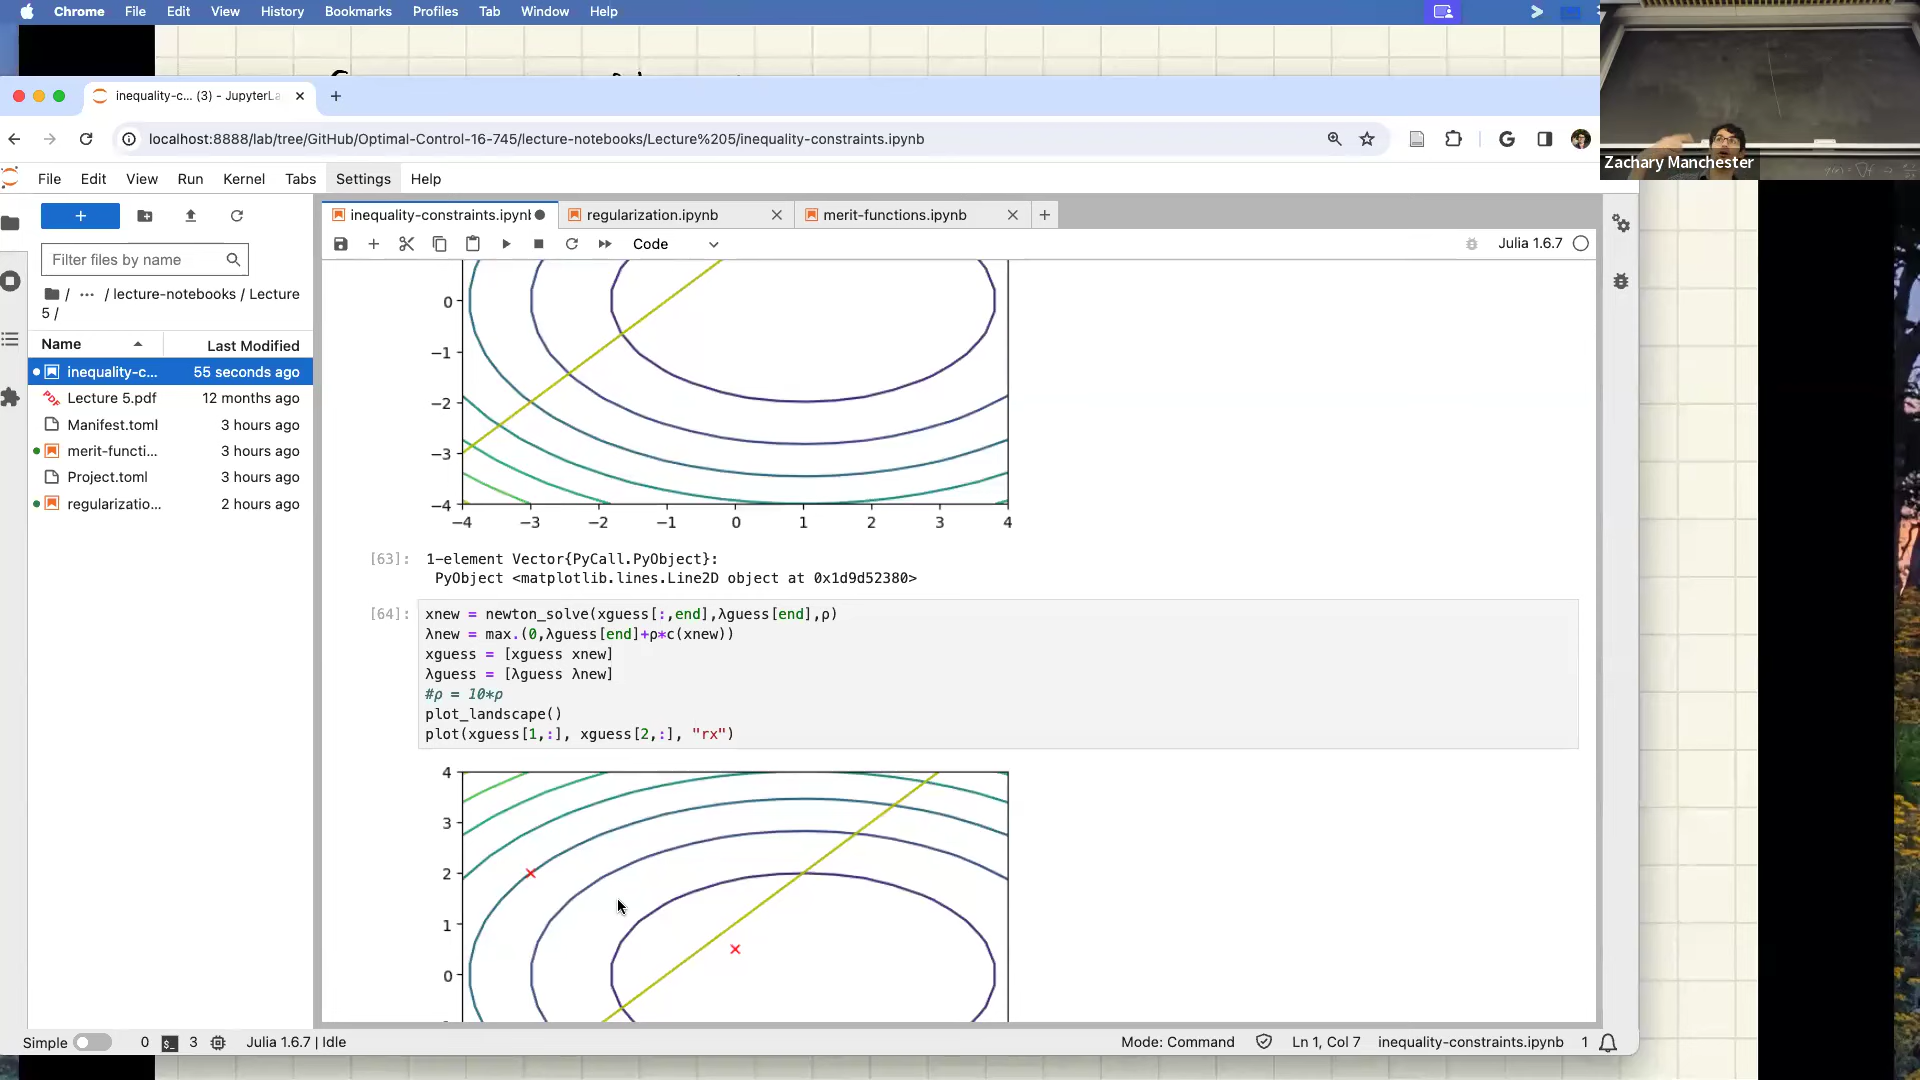 Chrome File Edit View History Bookmarks Profiles Tab Window Help
inequality-c... (3) - JupyterLa
localhost:8888/lab/tree/GitHub/Optimal-Control-16-745/lecture-notebooks/Lecture%205/inequality-constraints.ipynb
Zachary Manchester
File Edit View Run Kernel Tabs Settings Help
inequality-constraints.ipynb regularization.ipynb merit-functions.ipynb
Code Julia 1.6.7
Filter files by name
/ ... / lecture-notebooks / Lecture
5 /
Name Last Modified
inequality-c... 55 seconds ago
Lecture 5.pdf 12 months ago
Manifest.toml 3 hours ago
merit-functi... 3 hours ago
Project.toml 3 hours ago
regularizatio... 2 hours ago
0
−1
−2
−3
−4
−4 −3 −2 −1 0 1 2 3 4
[63]: 1-element Vector{PyCall.PyObject}:
PyObject <matplotlib.lines.Line2D object at 0x1d9d52380>
[64]: xnew = newton_solve(xguess[:,end],λguess[end],ρ)
λnew = max.(0,λguess[end]+ρ*c(xnew))
xguess = [xguess xnew]
λguess = [λguess λnew]
#ρ = 10*ρ
plot_landscape()
plot(xguess[1,:], xguess[2,:], "rx")
4
3
2
1
0
Simple 0 3 Julia 1.6.7 | Idle Mode: Command Ln 1, Col 7 inequality-constraints.ipynb 1